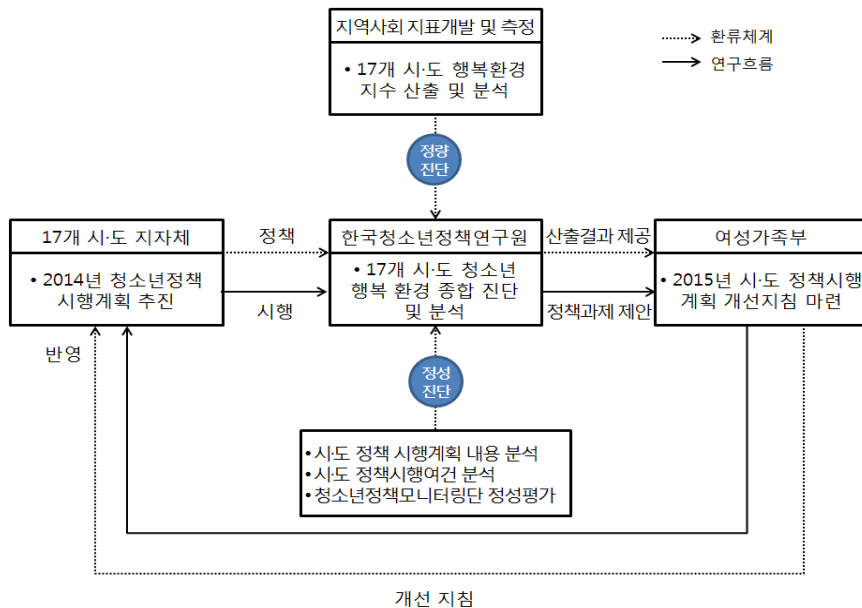 지역사회 지표개발 및 측정
• 17개 시·도 행복환경
지수 산출 및 분석
환류체계
연구흐름
정량
진단
17개 시·도 지자체
• 2014년 청소년정책
시행계획 추진
정책
시행
한국청소년정책연구원
• 17개 시·도 청소년
행복 환경 종합 진단
및 분석
산출결과 제공
정책과제 제안
여성가족부
• 2015년 시·도 정책시행
계획 개선지침 마련
반영
정성
진단
• 시·도 정책 시행계획 내용 분석
• 시·도 정책시행여건 분석
• 청소년정책모니터링단 정성평가
개선 지침